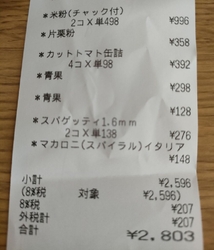 *米粉(チャック付)
2コX単498 ¥996
*片栗粉
¥358
*カットトマト缶詰
4コX単98 ¥392
*青果
¥298
*青果
¥128
*スパゲッティ1.6mm
2コX単138 ¥276
*マカロニ(スパイラル)イタリア
¥148
小計 ¥2,596
(8%税 対象 ¥2,596)
8%税 ¥207
外税計 ¥207
合計 ¥2,803